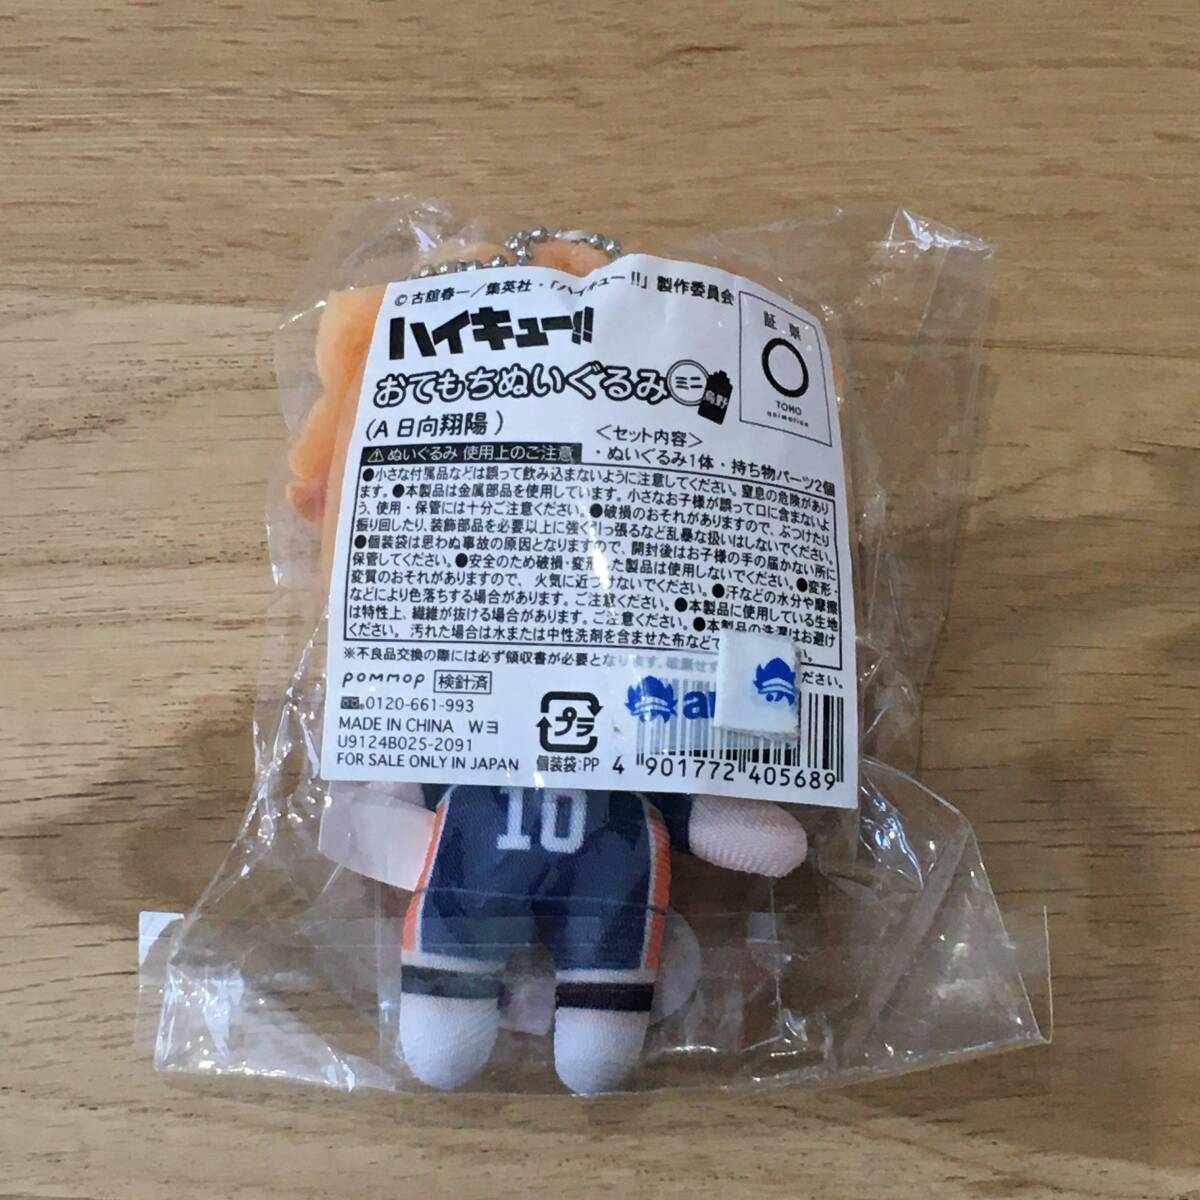 ©古舘春一／集英社・「ハイキュー!!」製作委員会
ハイキュー!!
おてもちぬいぐるみ ミニ 烏野
（A 日向翔陽）
証票
TOHO
animation
＜セット内容＞
・ぬいぐるみ1体・持ち物パーツ2個
⚠ぬいぐるみ 使用上のご注意
●小さな付属品などは誤って飲み込まないように注意してください。窒息の危険があり
ます。●本製品は金属部品を使用しています。小さなお子様が誤って口に含まないよ
う、使用・保管には十分ご注意ください。●破損のおそれがありますので、ぶつけたり
振り回したり、装飾部品を必要以上に強く引っ張るなど乱暴な扱いはしないでください。
●個装袋は思わぬ事故の原因となりますので、開封後はお子様の手の届かない所に
保管してください。●安全のため破損・変形した製品は使用しないでください。●変形・
変質のおそれがありますので、火気に近づけないでください。●汗などの水分や摩擦
などにより色落ちする場合があります。ご注意ください。●本製品に使用している生地
は特性上、繊維が抜ける場合があります。ご注意ください。●本製品の洗濯はお避け
ください。汚れた場合は水または中性洗剤を含ませた布などで い。
※不良品交換の際には必ず領収書が必要となります。破棄せず ださい。
pommop 検針済
0120-661-993
MADE IN CHINA Wヨ
U9124B025-2091
FOR SALE ONLY IN JAPAN
プラ
個装袋:PP
4 901772 405689
10